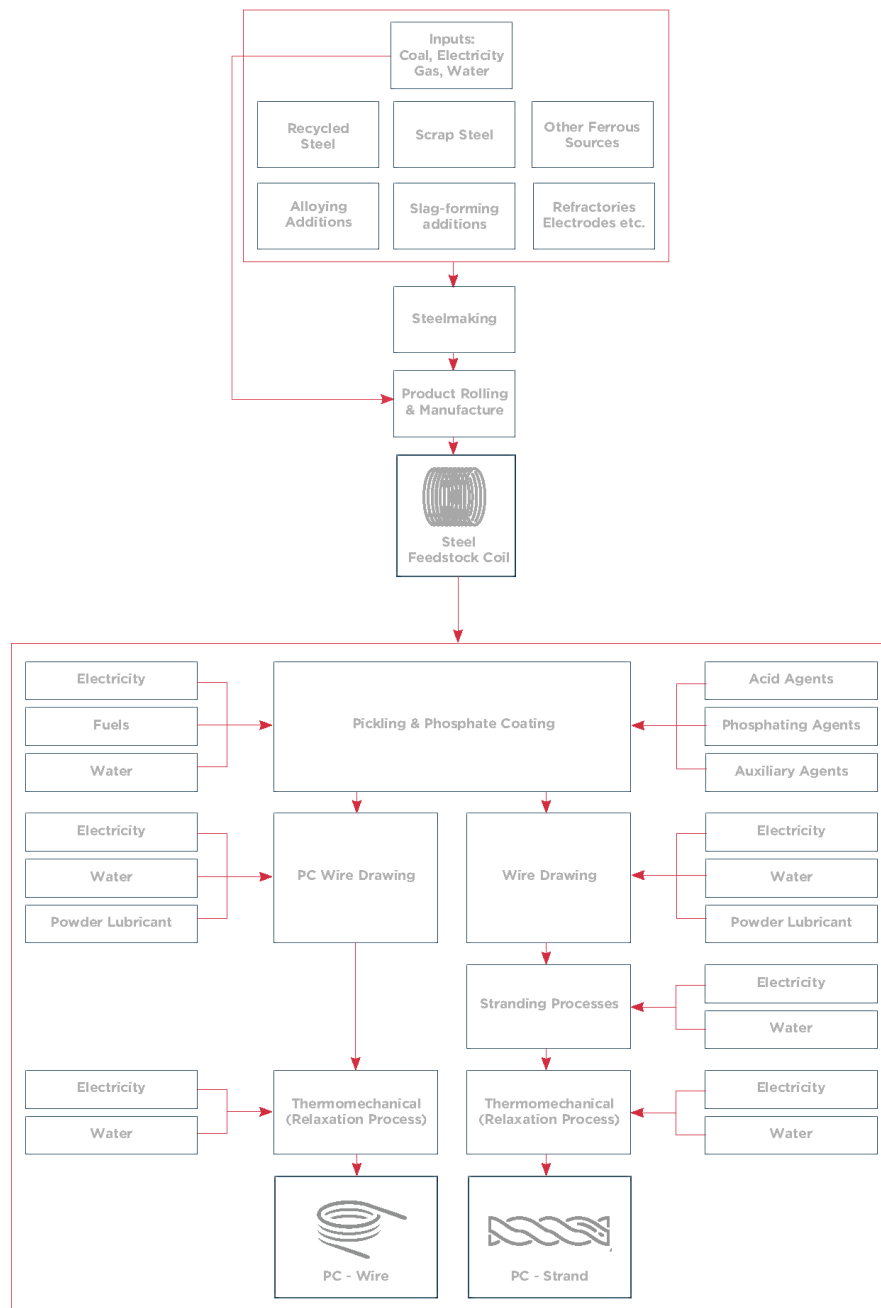 Inputs:
Coal, Electricity
Gas, Water
Recycled
Steel
Scrap Steel
Other Ferrous
Sources
Alloying
Additions
Slag-forming
additions
Refractories
Electrodes etc.
Steelmaking
Product Rolling
& Manufacture
Steel
Feedstock Coil
Electricity
Fuels
Water
Pickling & Phosphate Coating
Acid Agents
Phosphating Agents
Auxiliary Agents
Electricity
Water
Powder Lubricant
PC Wire Drawing
Wire Drawing
Electricity
Water
Powder Lubricant
Stranding Processes
Electricity
Water
Electricity
Water
Thermomechanical
(Relaxation Process)
Thermomechanical
(Relaxation Process)
Electricity
Water
PC - Wire
PC - Strand